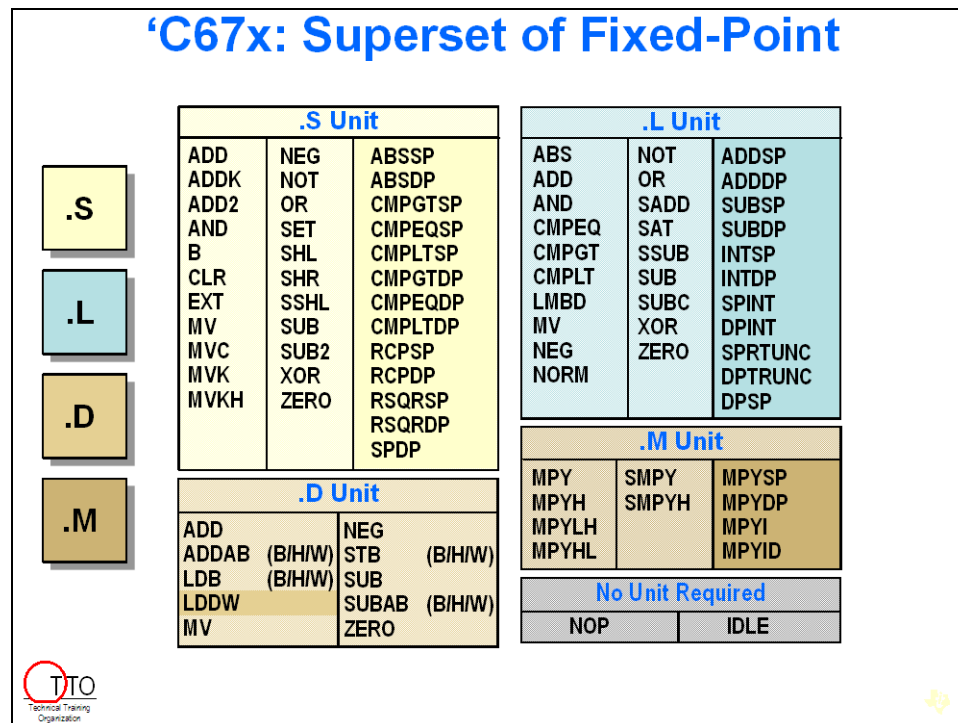 ‘C67x: Superset of Fixed-Point
.S
.L
.D
.M
.S Unit
ADD NEG ABSSP
ADDK NOT ABSDP
ADD2 OR CMPGTSP
AND SET CMPEQSP
B SHL CMPLTSP
CLR SHR CMPGTDP
EXT SSHL CMPEQDP
MV SUB CMPLTDP
MVC SUB2 RCPSP
MVK XOR RCPDP
MVKH ZERO RSQRSP
RSQRDP
SPDP
.L Unit
ABS NOT ADDSP
ADD OR ADDDP
AND SADD SUBSP
CMPEQ SAT SUBDP
CMPGT SSUB INTSP
CMPLT SUB INTDP
LMBD SUBC SPINT
MV XOR DPINT
NEG ZERO SPRTUNC
NORM DPTRUNC
DPSP
.D Unit
ADD NEG
ADDAB (B/H/W) STB (B/H/W)
LDB (B/H/W) SUB
LDDW SUBAB (B/H/W)
MV ZERO
.M Unit
MPY SMPY MPYSP
MPYH SMPYH MPYDP
MPYLH MPYI
MPYHL MPYID
No Unit Required
NOP IDLE
TTO
Technical Training
Organization